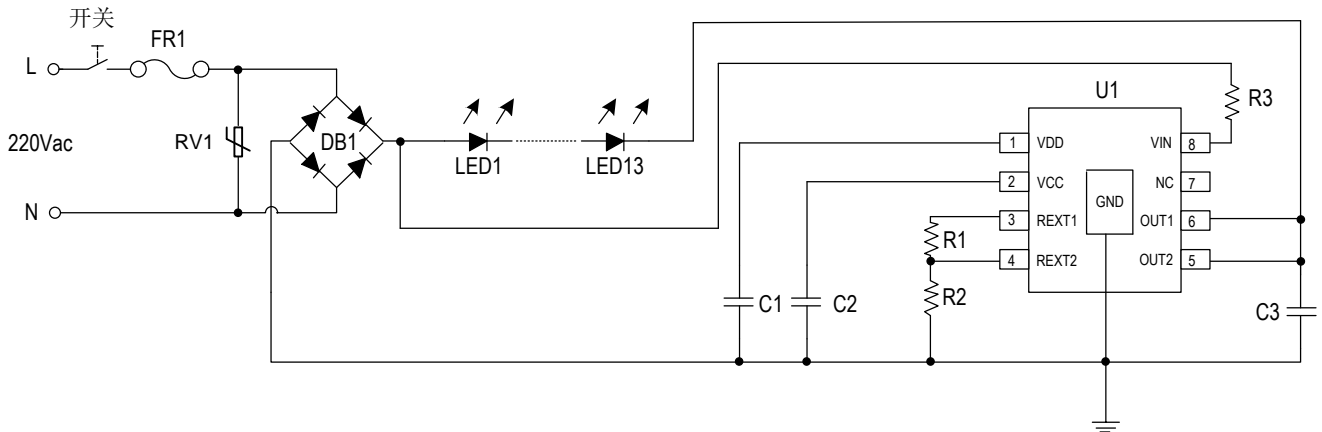 开关
FR1
L
220Vac
N
RV1
DB1
LED1
LED13
U1
R3
1
VDD
VIN
8
2
VCC
NC
7
GND
3
REXT1
OUT1
6
R1
4
REXT2
OUT2
5
R2
C1
C2
C3